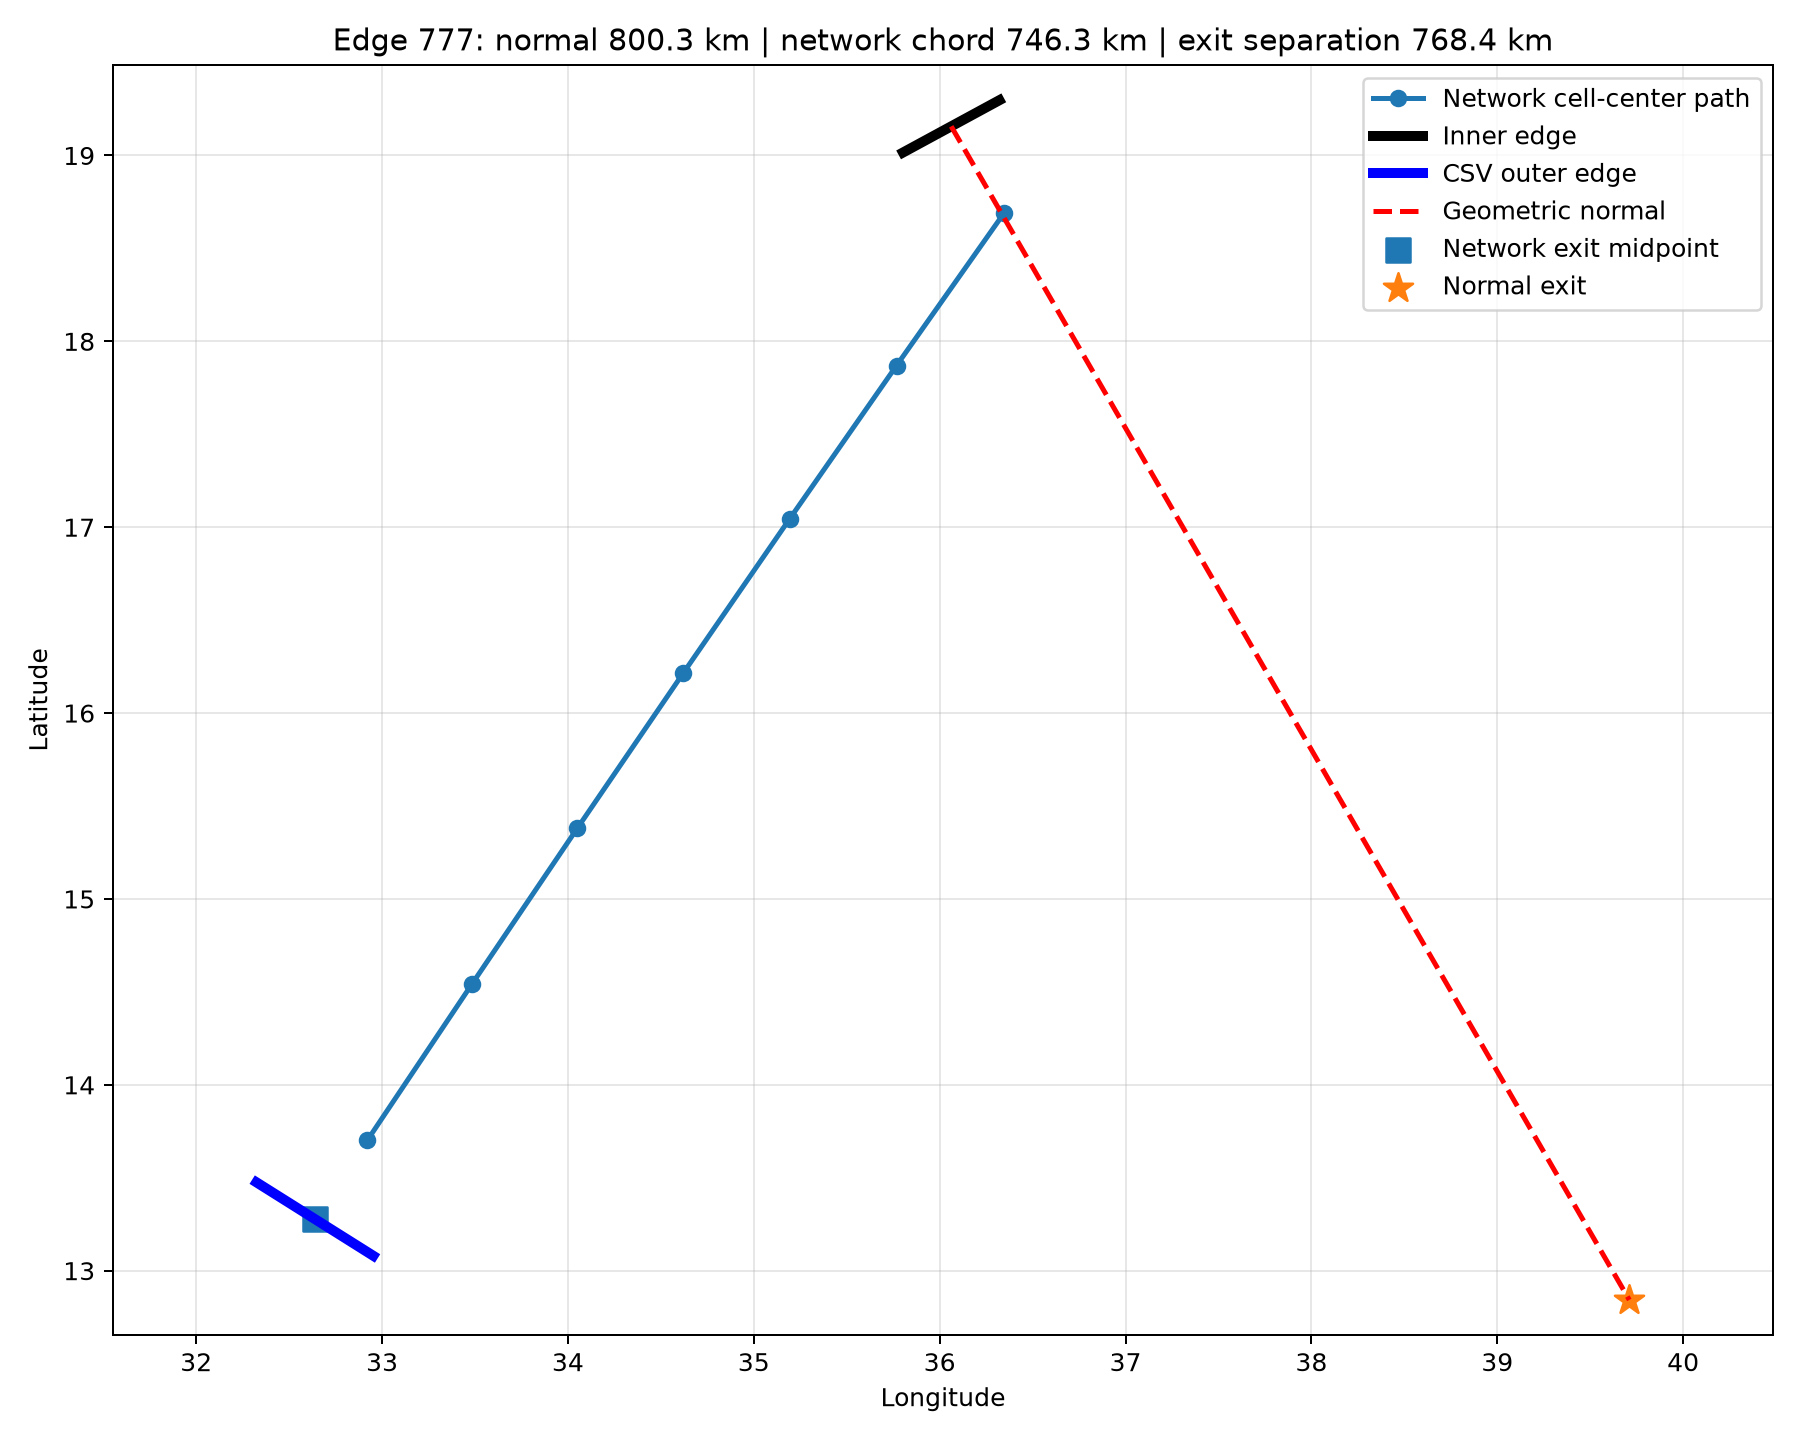 Edge 777: normal 800.3 km | network chord 746.3 km | exit separation 768.4 km
Network cell-center path
Inner edge
CSV outer edge
Geometric normal
Network exit midpoint
Normal exit
Latitude
19
18
17
16
15
14
13
32 33 34 35 36 37 38 39 40
Longitude